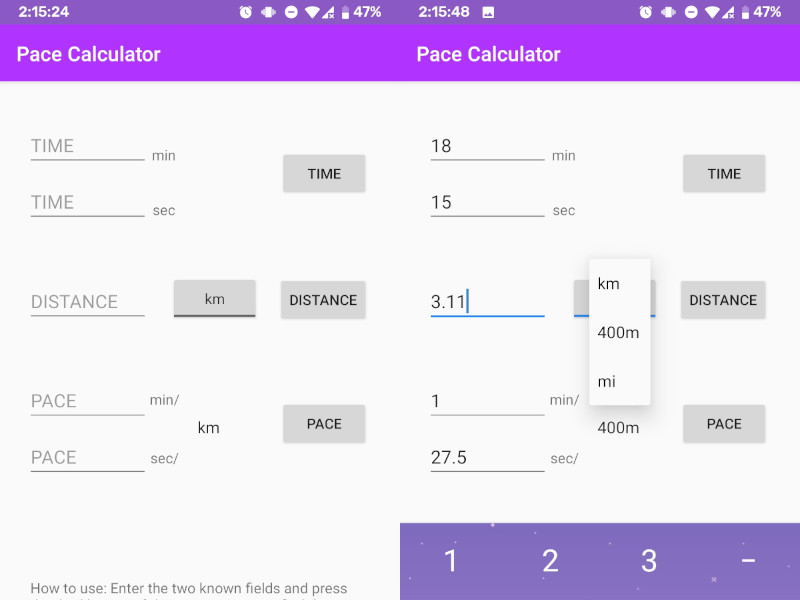 2:15:24
47%
Pace Calculator
TIME
min
TIME
TIME
sec
DISTANCE
km
DISTANCE
PACE
min/
km
PACE
PACE
sec/
How to use: Enter the two known fields and press
2:15:48
47%
Pace Calculator
18
min
TIME
15
sec
km
3.11
DISTANCE
400m
mi
1
min/
400m
PACE
27.5
sec/
1 2 3 –